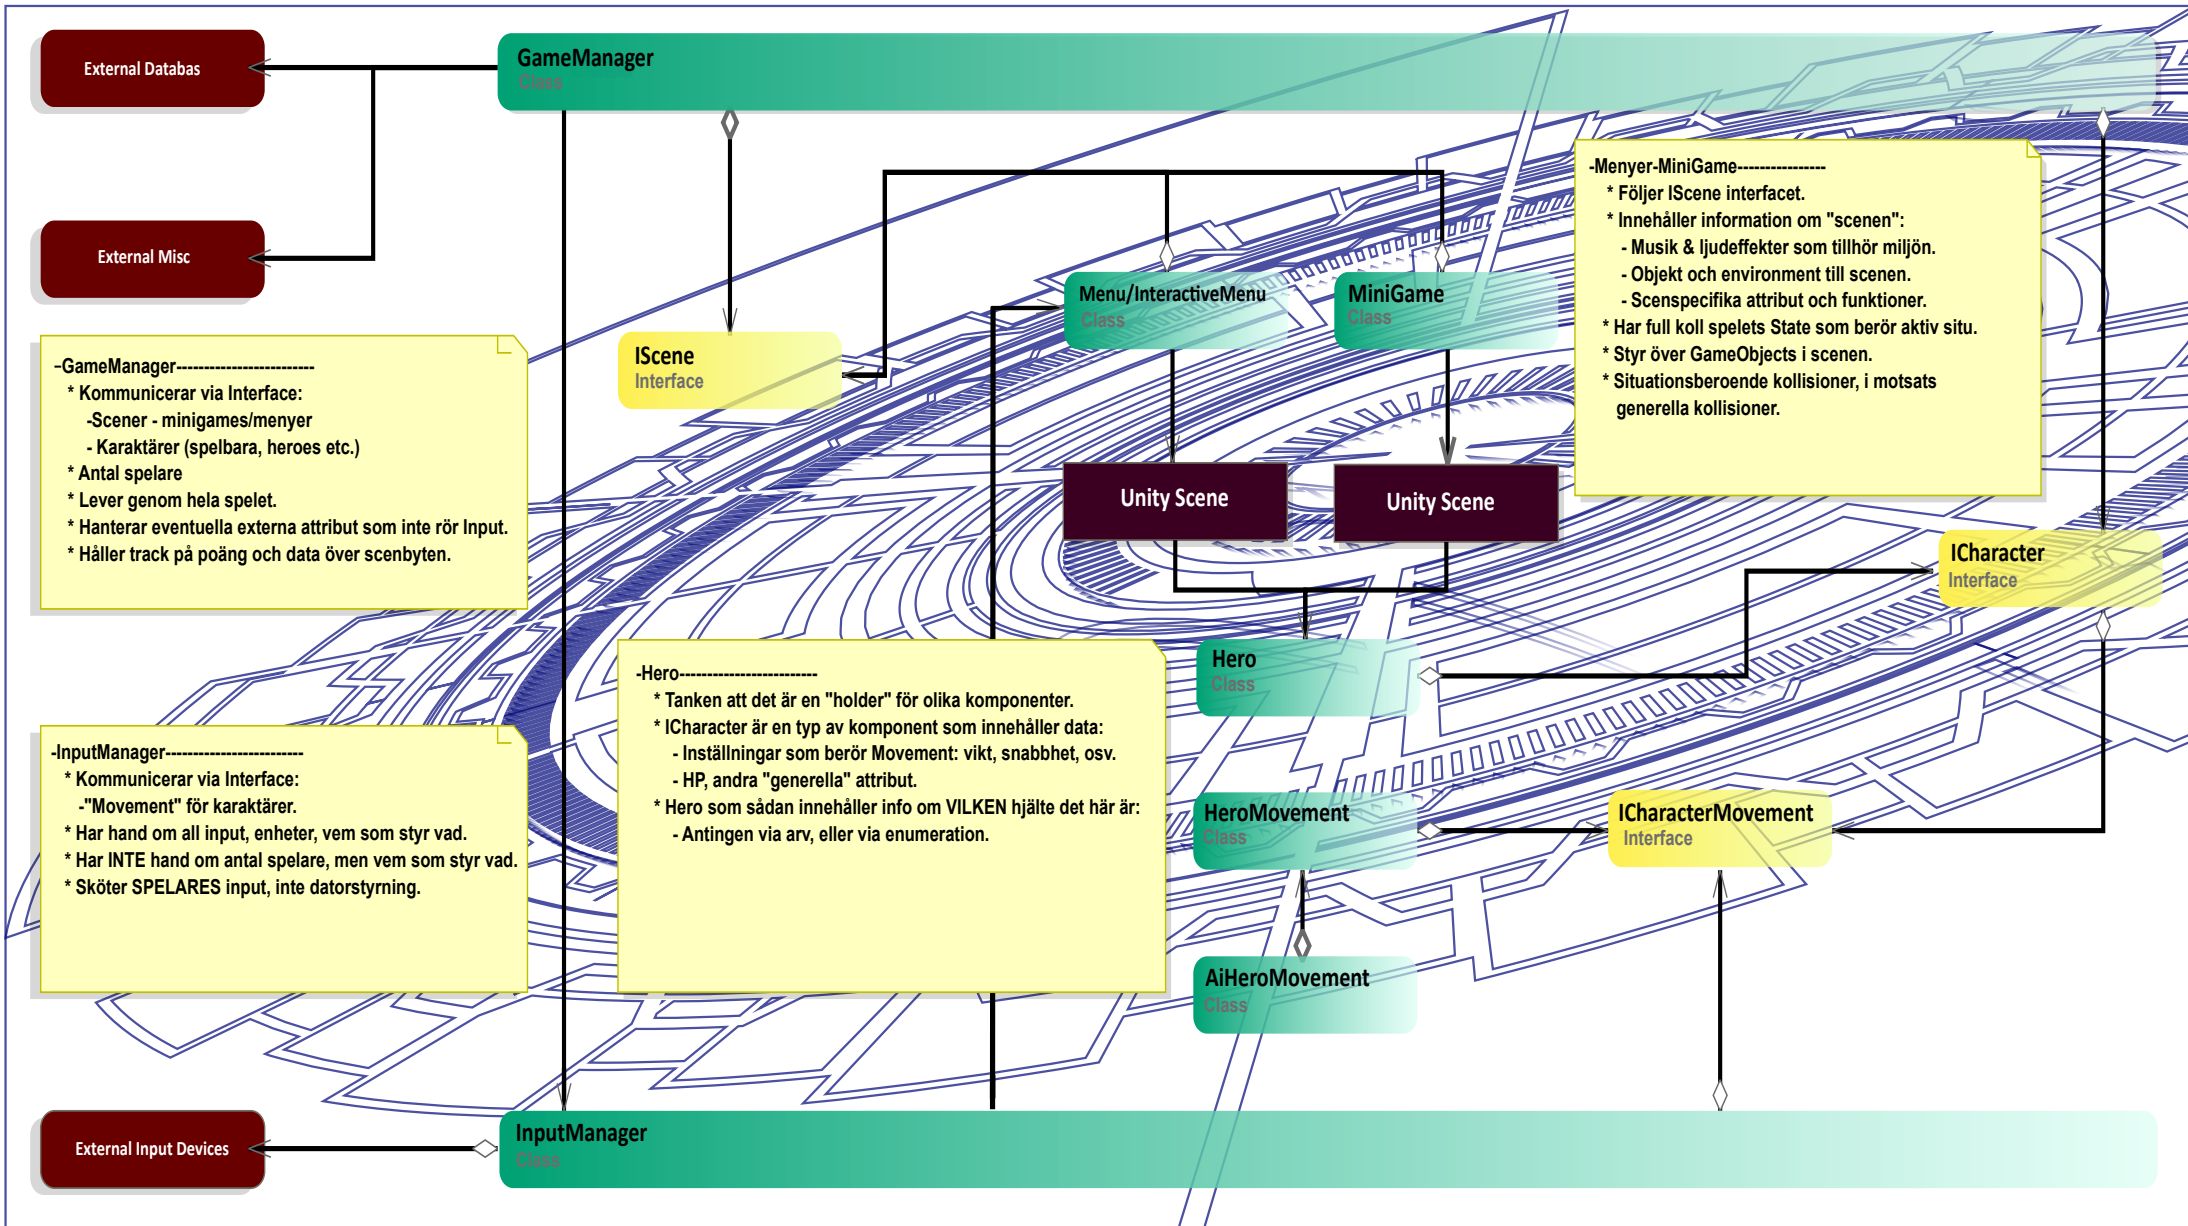 GameManager
Class
External Databas
External Misc
-Menyer-MiniGame----------------
* Följer IScene interfacet.
* Innehåller information om "scenen":
- Musik & ljudeffekter som tillhör miljön.
- Objekt och environment till scenen.
- Scenspecifika attribut och funktioner.
* Har full koll spelets State som berör aktiv situ.
* Styr över GameObjects i scenen.
* Situationsberoende kollisioner, i motsats
generella kollisioner.
Menu/InteractiveMenu
Class
MiniGame
Class
IScene
Interface
-GameManager-------------------------
* Kommunicerar via Interface:
-Scener - minigames/menyer
- Karaktärer (spelbara, heroes etc.)
* Antal spelare
* Lever genom hela spelet.
* Hanterar eventuella externa attribut som inte rör Input.
* Håller track på poäng och data över scenbyten.
Unity Scene
Unity Scene
ICharacter
Interface
Hero
Class
-Hero-------------------------
* Tanken att det är en "holder" för olika komponenter.
* ICharacter är en typ av komponent som innehåller data:
- Inställningar som berör Movement: vikt, snabbhet, osv.
- HP, andra "generella" attribut.
* Hero som sådan innehåller info om VILKEN hjälte det här är:
- Antingen via arv, eller via enumeration.
-InputManager-------------------------
* Kommunicerar via Interface:
-"Movement" för karaktärer.
* Har hand om all input, enheter, vem som styr vad.
* Har INTE hand om antal spelare, men vem som styr vad.
* Sköter SPELARES input, inte datorstyrning.
HeroMovement
Class
ICharacterMovement
Interface
AiHeroMovement
Class
External Input Devices
InputManager
Class